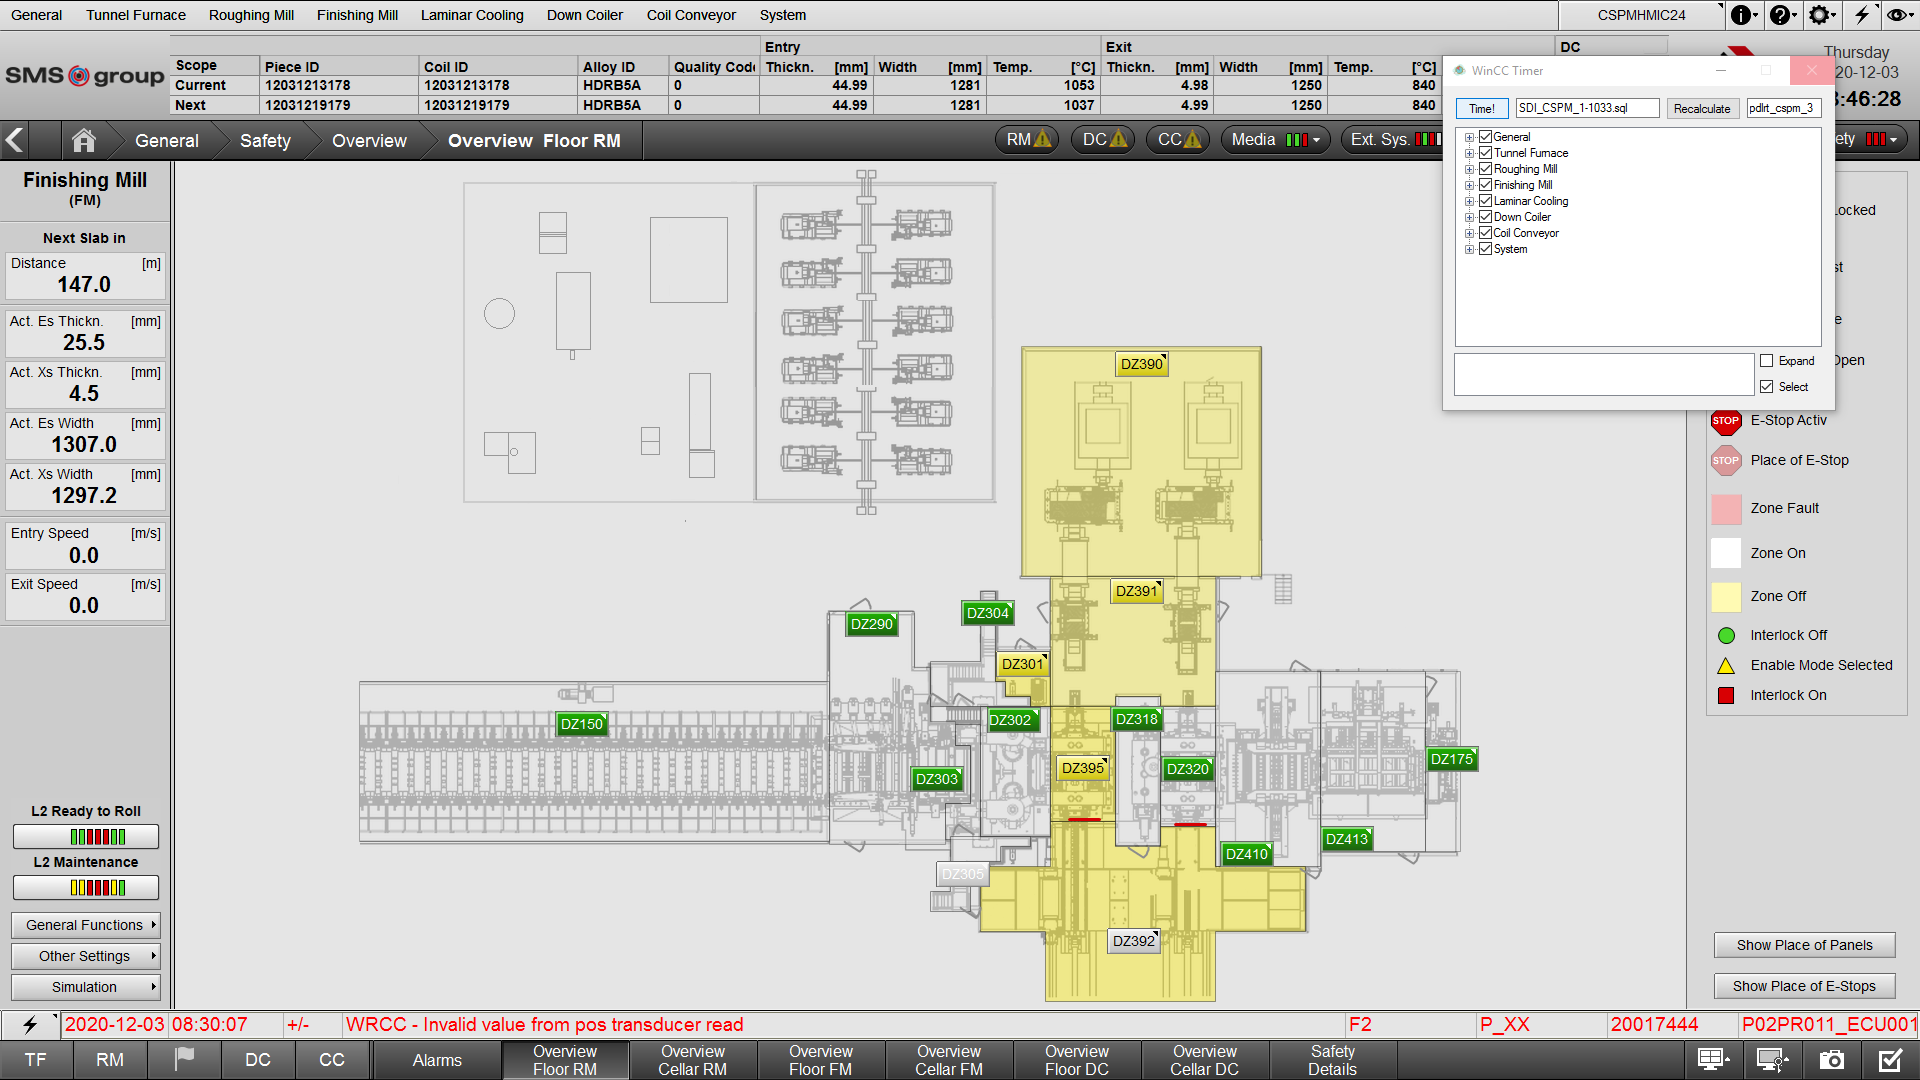 General Tunnel Furnace Roughing Mill Finishing Mill Laminar Cooling Down Coiler Coil Conveyor System CSPMHMIC24
SMS group
Entry Exit DC
Scope Piece ID Coil ID Alloy ID Quality Code Thickn. [mm] Width [mm] Temp. [°C] Thickn. [mm] Width [mm] Temp. [°C]
Current 12031213178 12031213178 HDRB5A 0 44.99 1281 1053 4.98 1250 840
Next 12031219179 12031219179 HDRB5A 0 44.99 1281 1037 4.99 1250 840
Thursday
20-12-03
:46:28
General Safety Overview Overview Floor RM RM DC CC Media Ext. Sys. ety
WinCC Timer
Time! SDI_CSPM_1-1033.sql Recalculate pdlrt_cspm_3
General
Tunnel Furnace
Roughing Mill
Finishing Mill
Laminar Cooling
Down Coiler
Coil Conveyor
System
Expand
Select
Finishing Mill
(FM)
Next Slab in
Distance [m]
147.0
Act. Es Thickn. [mm]
25.5
Act. Xs Thickn. [mm]
4.5
Act. Es Width [mm]
1307.0
Act. Xs Width [mm]
1297.2
Entry Speed [m/s]
0.0
Exit Speed [m/s]
0.0
L2 Ready to Roll
L2 Maintenance
General Functions
Other Settings
Simulation
DZ390
DZ391
DZ304
DZ290
DZ301
DZ302
DZ318
DZ150
DZ175
DZ395
DZ320
DZ303
DZ413
DZ410
DZ305
DZ392
ocked
st
e
Open
STOP E-Stop Activ
STOP Place of E-Stop
Zone Fault
Zone On
Zone Off
Interlock Off
Enable Mode Selected
Interlock On
Show Place of Panels
Show Place of E-Stops
2020-12-03 08:30:07 +/- WRCC - Invalid value from pos transducer read F2 P_XX 20017444 P02PR011_ECU001
TF RM DC CC Alarms
Overview Floor RM
Overview Cellar RM
Overview Floor FM
Overview Cellar FM
Overview Floor DC
Overview Cellar DC
Safety Details